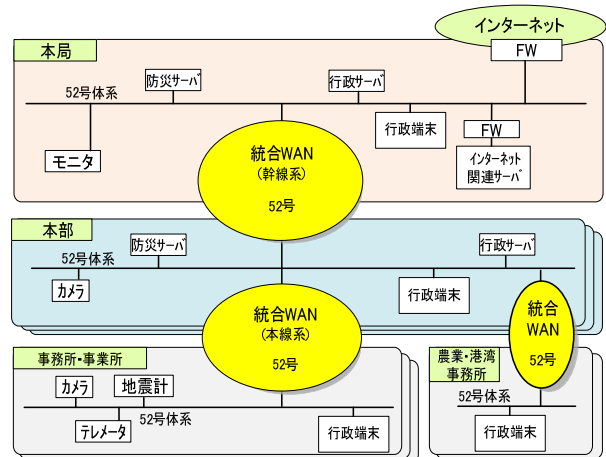 インターネット
FW
本局
防災サーバ
行政サーバ
52号体系
行政端末
FW
モニタ
インターネット
関連サーバ
統合WAN
(幹線系)
52号
本部
防災サーバ
行政サーバ
52号体系
カメラ
行政端末
統合WAN
(本線系)
52号
統合
WAN
52号
事務所・事業所
カメラ
地震計
52号体系
テレメータ
行政端末
農業・港湾
事務所
52号体系
行政端末